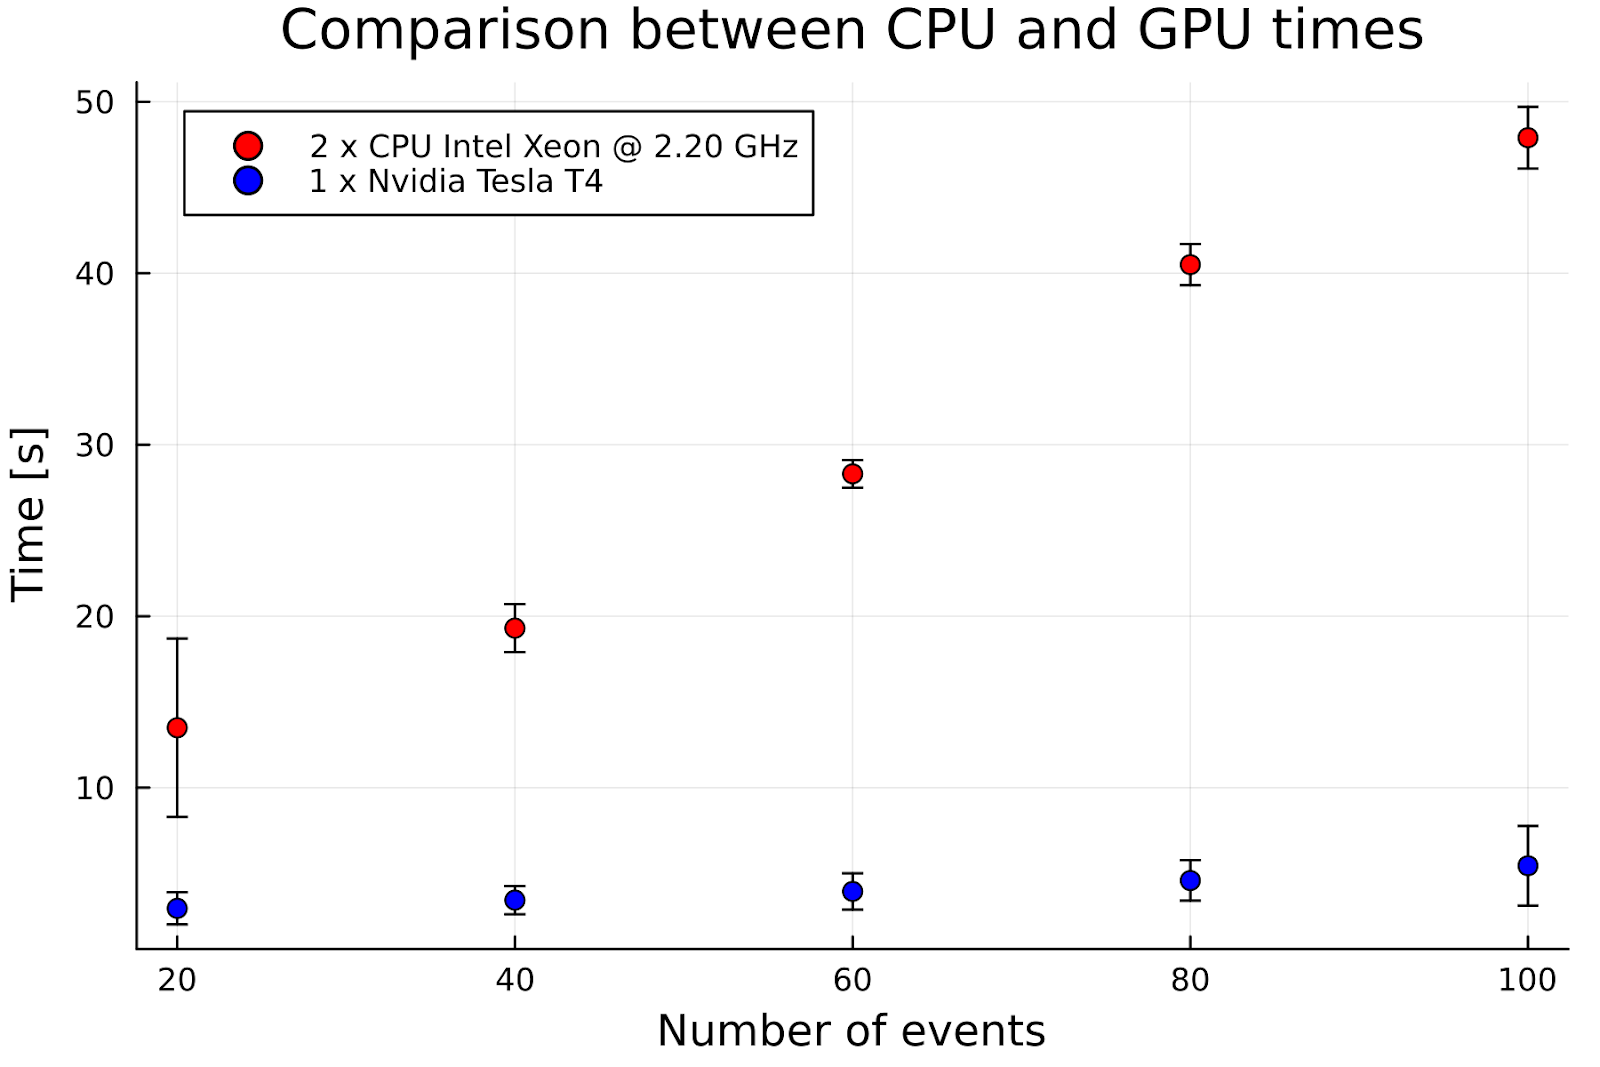 Comparison between CPU and GPU times
50
2 x CPU Intel Xeon @ 2.20 GHz
1 x Nvidia Tesla T4
40
30
Time [s]
20
10
20 40 60 80 100
Number of events